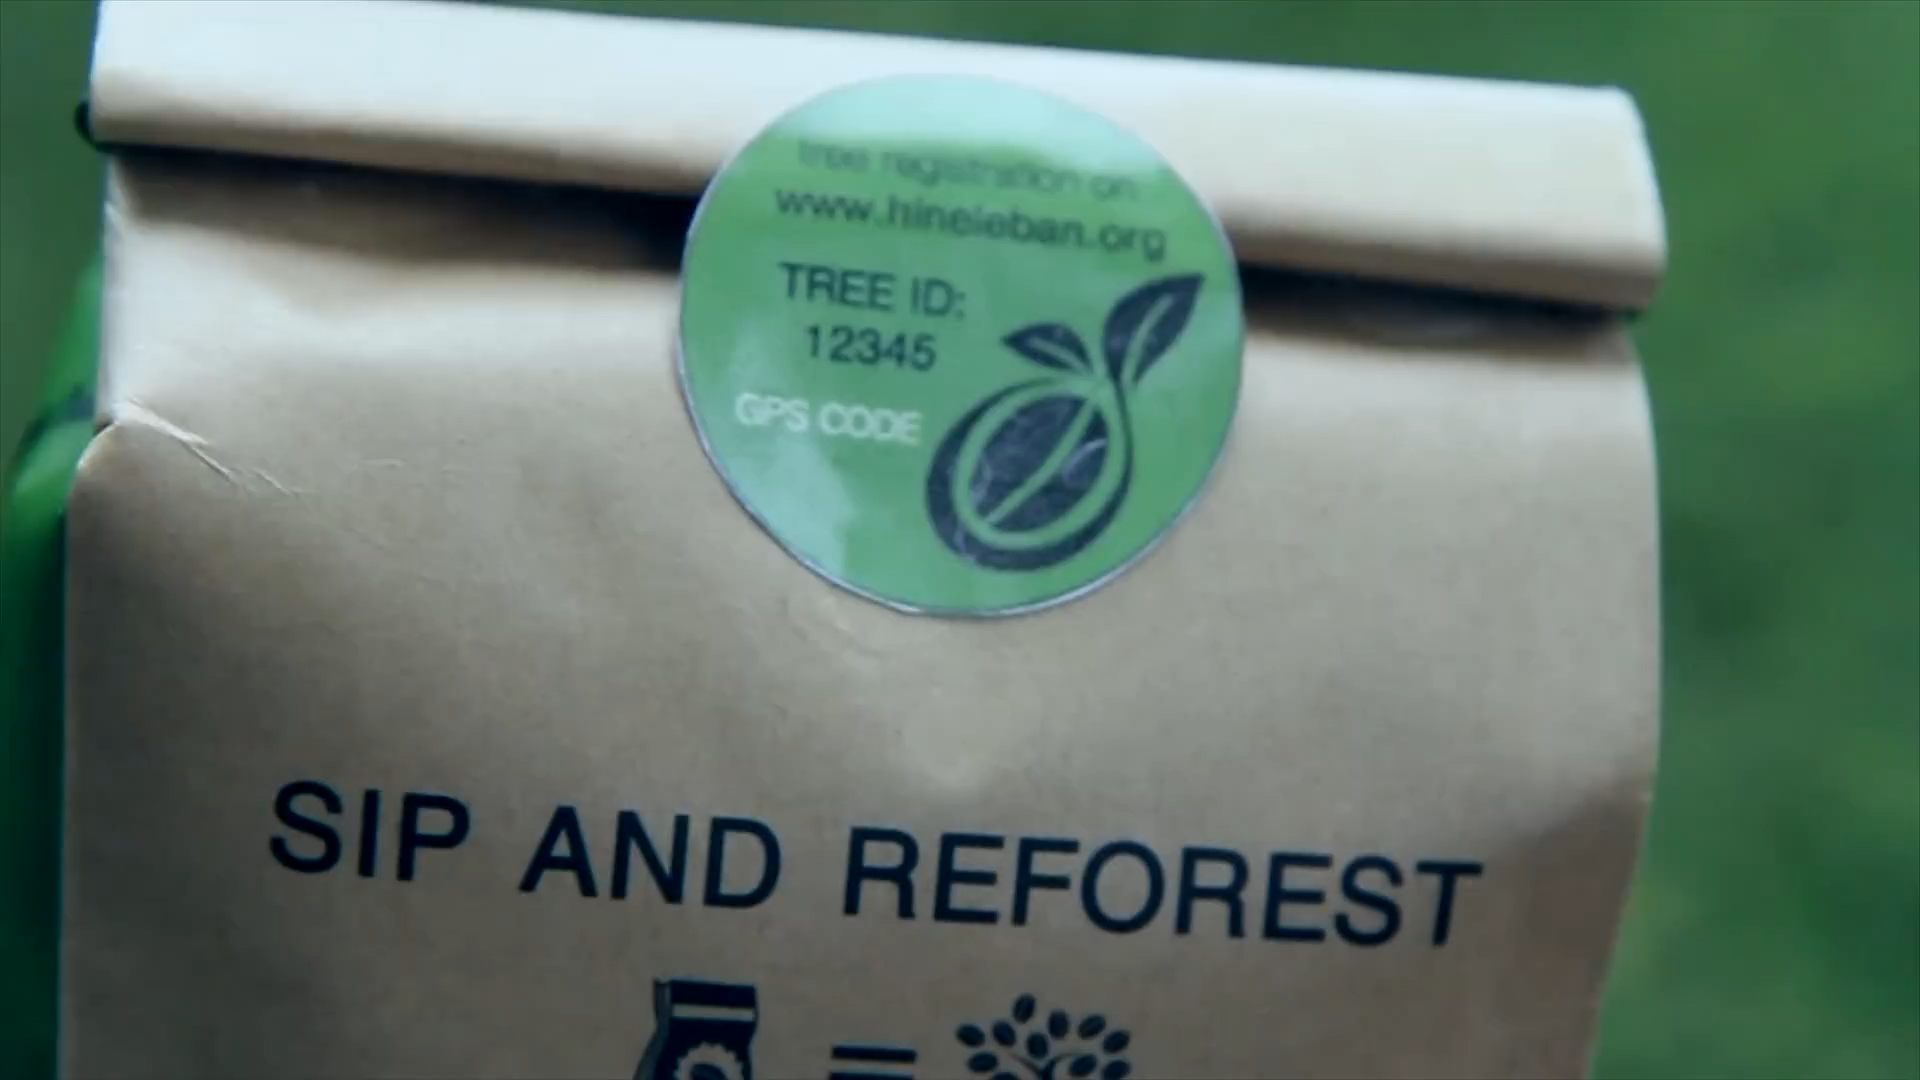 tree registration on
www.hineleban.org
TREE ID:
12345
GPS CODE
SIP AND REFOREST